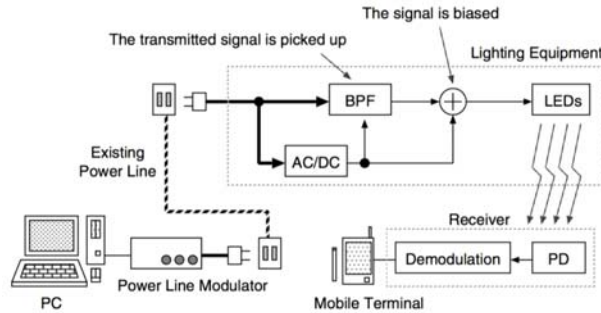 The signal is biased
The transmitted signal is picked up
Lighting Equipment
BPF
LEDs
AC/DC
Existing
Power Line
Receiver
Demodulation
PD
PC
Power Line Modulator
Mobile Terminal